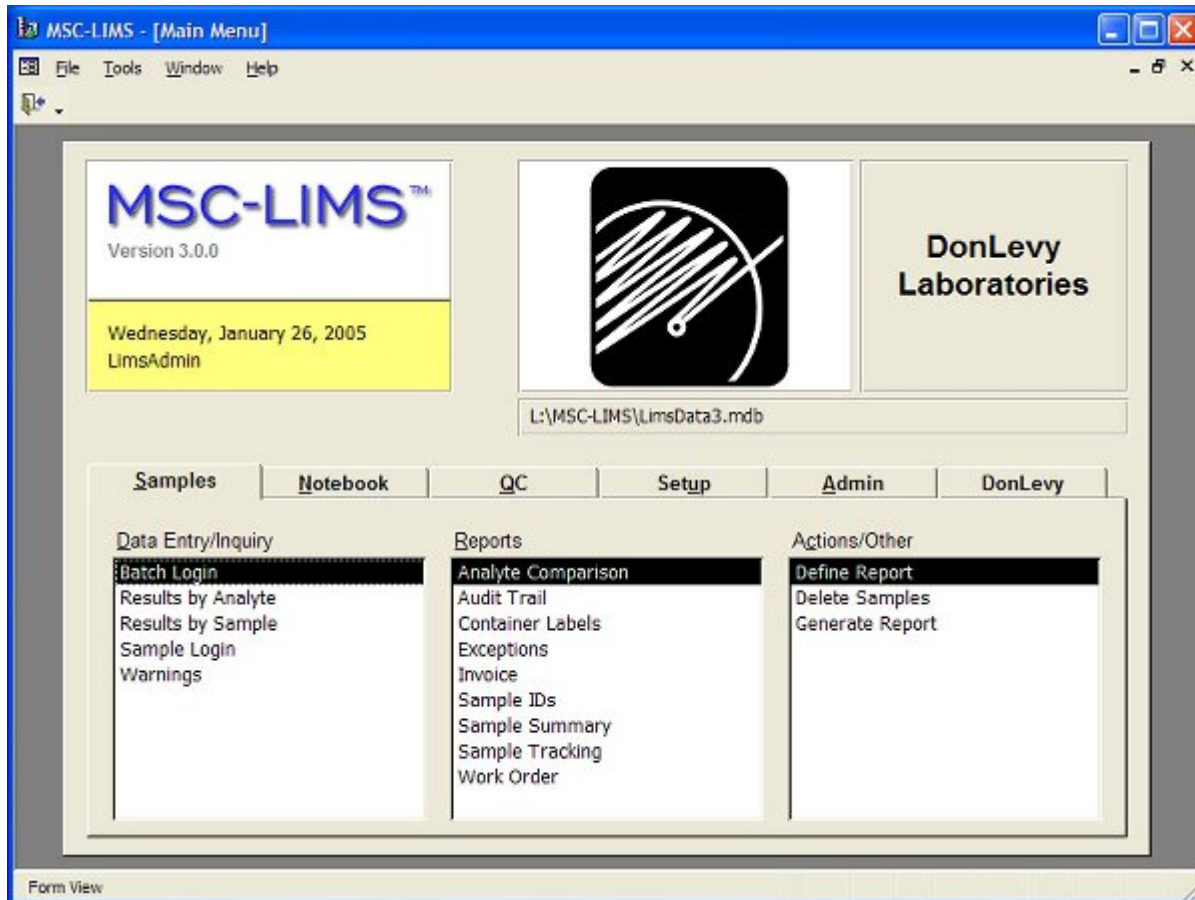 MSC-LIMS - [Main Menu]
File Tools Window Help
MSC-LIMS™
Version 3.0.0
Wednesday, January 26, 2005
LimsAdmin
DonLevy
Laboratories
L:\MSC-LIMS\LimsData3.mdb
Samples Notebook QC Setup Admin DonLevy
Data Entry/Inquiry
Batch Login
Results by Analyte
Results by Sample
Sample Login
Warnings
Reports
Analyte Comparison
Audit Trail
Container Labels
Exceptions
Invoice
Sample IDs
Sample Summary
Sample Tracking
Work Order
Actions/Other
Define Report
Delete Samples
Generate Report
Form View